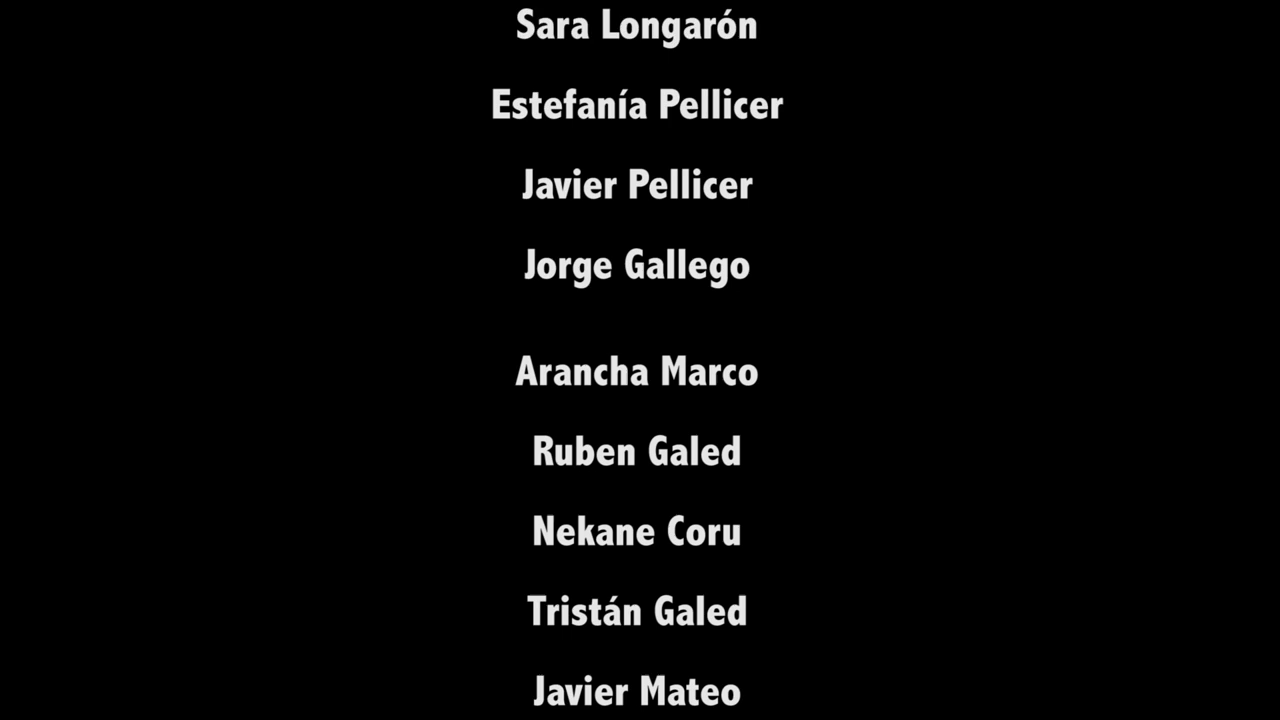 Sara Longarón
Estefanía Pellicer
Javier Pellicer
Jorge Gallego
Arancha Marco
Ruben Galed
Nekane Coru
Tristán Galed
Javier Mateo